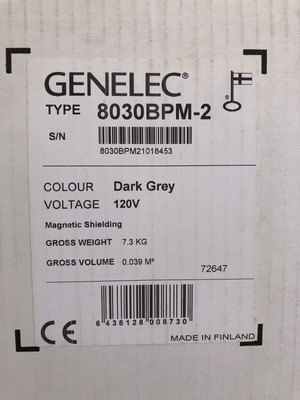 GENELEC®
TYPE 8030BPM-2
S/N
8030BPM21018453
COLOUR Dark Grey
VOLTAGE 120V
Magnetic Shielding
GROSS WEIGHT 7.3 KG
GROSS VOLUME 0.039 M³
72647
6 438128 008730
CE MADE IN FINLAND